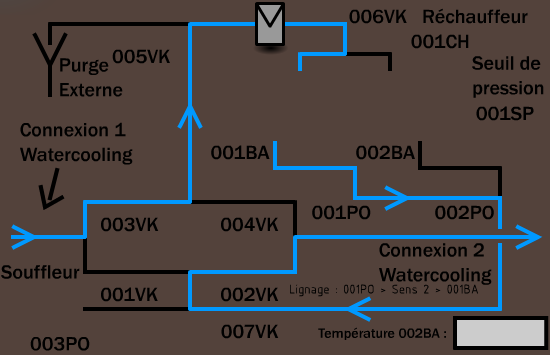 006VK Réchauffeur
001CH
Purge 005VK
Externe
Seuil de
pression
001SP
Connexion 1
Watercooling
001BA
002BA
001PO
002PO
003VK
004VK
Connexion 2
Watercooling
Souffleur
001VK
002VK
Lignage : 001PO > Sens 2 > 001BA
007VK
Température 002BA :
003PO